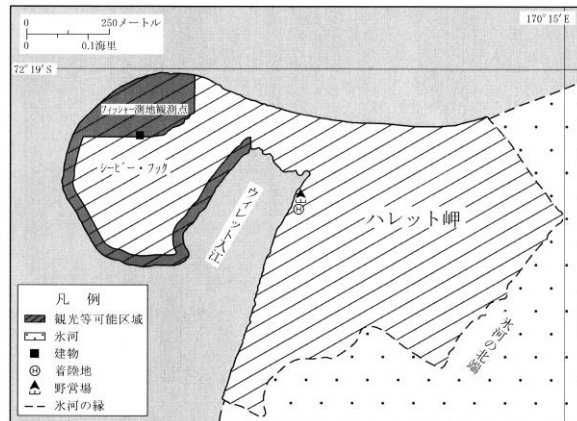 0 250メートル
0 0.1海里
170°15′E
72°19′S
フィッシャー測地観測点
シービー・フック
ウィレット入江
Ⓗ
ハレット岬
氷河の北端
凡 例
観光等可能区域
氷河
建物
Ⓗ 着陸地
野営場
氷河の縁